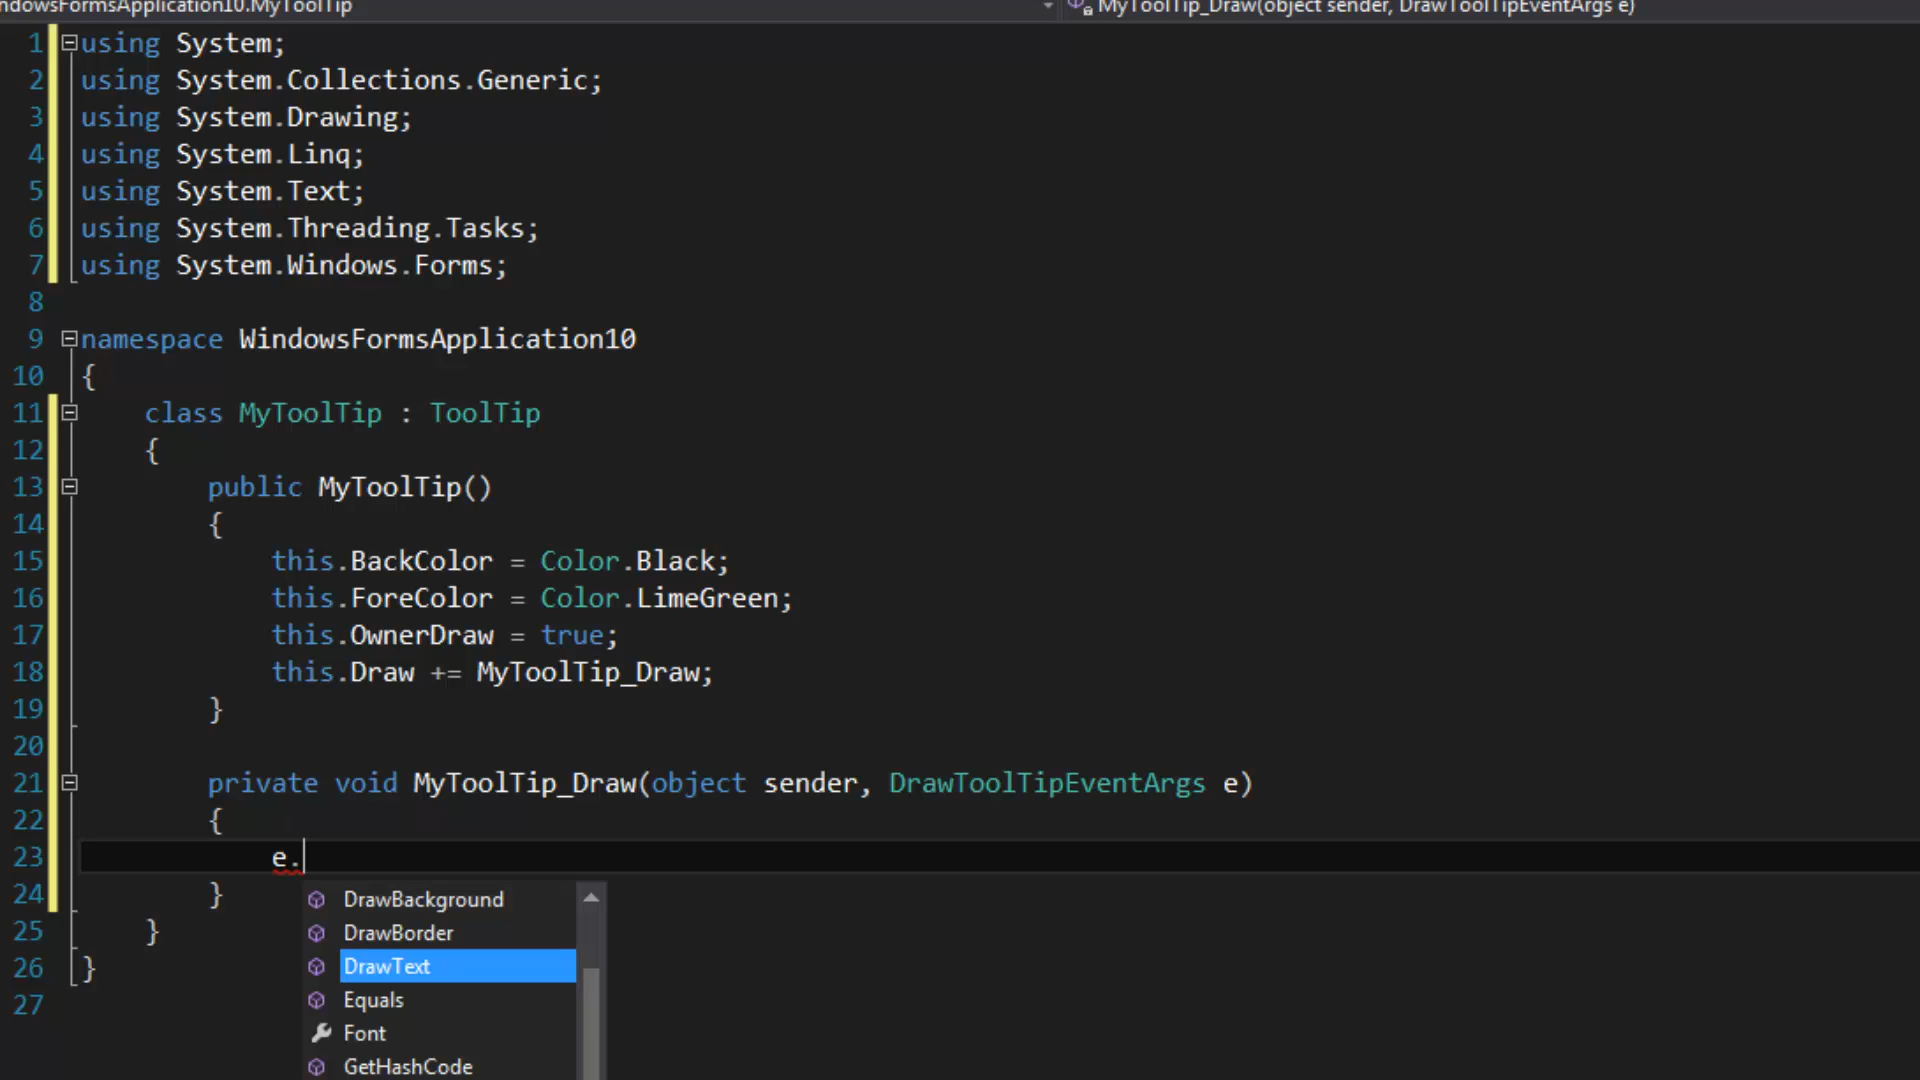 ndowsFormsApplication10.MyToolTip MyToolTip_Draw(object sender, DrawToolTipEventArgs e)
1 using System;
2 using System.Collections.Generic;
3 using System.Drawing;
4 using System.Linq;
5 using System.Text;
6 using System.Threading.Tasks;
7 using System.Windows.Forms;
8
9 namespace WindowsFormsApplication10
10 {
11 class MyToolTip : ToolTip
12 {
13 public MyToolTip()
14 {
15 this.BackColor = Color.Black;
16 this.ForeColor = Color.LimeGreen;
17 this.OwnerDraw = true;
18 this.Draw += MyToolTip_Draw;
19 }
20
21 private void MyToolTip_Draw(object sender, DrawToolTipEventArgs e)
22 {
23 e.
24 }
25 }
26 }
27
DrawBackground
DrawBorder
DrawText
Equals
Font
GetHashCode